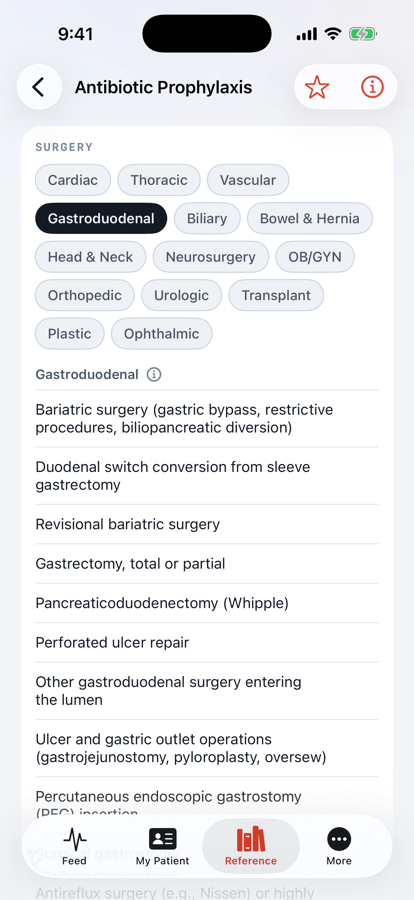 9:41
Antibiotic Prophylaxis
SURGERY
Cardiac
Thoracic
Vascular
Gastroduodenal
Biliary
Bowel & Hernia
Head & Neck
Neurosurgery
OB/GYN
Orthopedic
Urologic
Transplant
Plastic
Ophthalmic
Gastroduodenal
Bariatric surgery (gastric bypass, restrictive
procedures, biliopancreatic diversion)
Duodenal switch conversion from sleeve
gastrectomy
Revisional bariatric surgery
Gastrectomy, total or partial
Pancreaticoduodenectomy (Whipple)
Perforated ulcer repair
Other gastroduodenal surgery entering
the lumen
Ulcer and gastric outlet operations
(gastrojejunostomy, pyloroplasty, oversew)
Percutaneous endoscopic gastrostomy
(PEG) insertion
Feed
My Patient
Reference
More
Antireflux surgery (e.g., Nissen) or highly